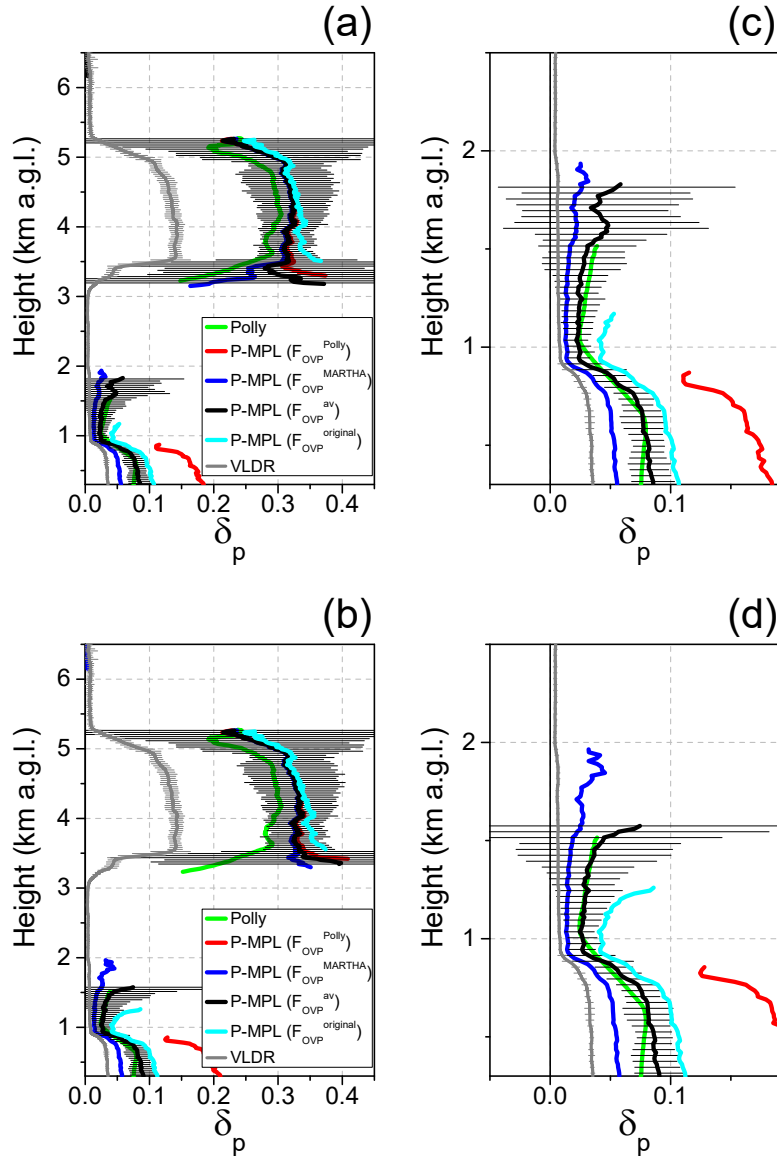 (a)
(c)
Height (km a.g.l.)
6
5
4
3
2
1
Polly
P-MPL (F_OVP^Polly)
P-MPL (F_OVP^MARTHA)
P-MPL (F_OVP^av)
P-MPL (F_OVP^original)
VLDR
0.0 0.1 0.2 0.3 0.4
δ_p
Height (km a.g.l.)
2
1
0.0 0.1
δ_p
(b)
(d)
Height (km a.g.l.)
6
5
4
3
2
1
Polly
P-MPL (F_OVP^Polly)
P-MPL (F_OVP^MARTHA)
P-MPL (F_OVP^av)
P-MPL (F_OVP^original)
VLDR
0.0 0.1 0.2 0.3 0.4
δ_p
Height (km a.g.l.)
2
1
0.0 0.1
δ_p